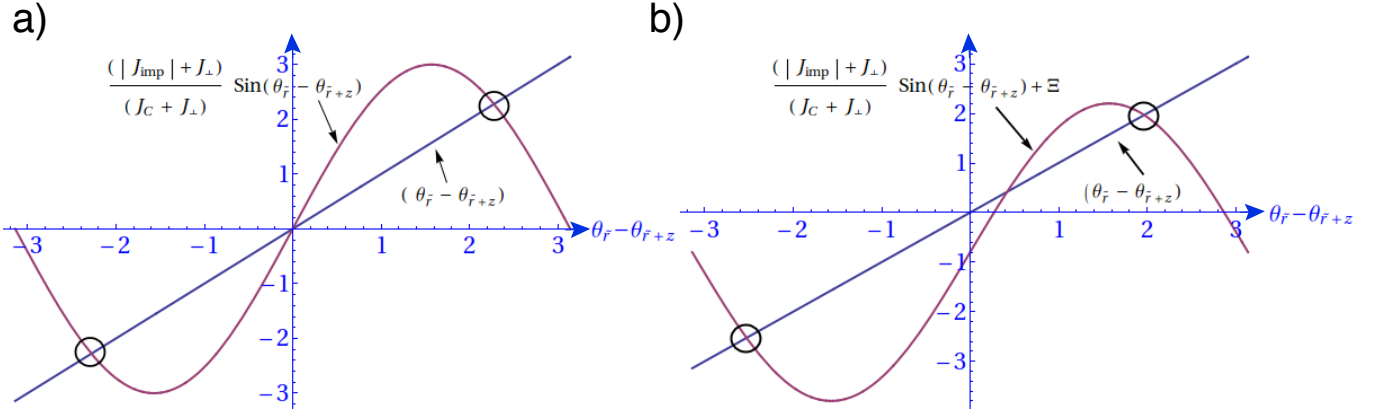 a)
(|J_imp|+J_⊥)
(J_C + J_⊥)
Sin(θ_r̃ − θ_r̃+z)
(θ_r̃ − θ_r̃+z)
3
2
1
−1
−2
−3
−3 −2 −1 1 2 3
θ_r̃−θ_r̃+z
b)
(|J_imp|+J_⊥)
(J_C + J_⊥)
Sin(θ_r̃ − θ_r̃+z)+Ξ
(θ_r̃ − θ_r̃+z)
3
2
1
−1
−2
−3
−3 −2 −1 1 2 3
θ_r̃−θ_r̃+z